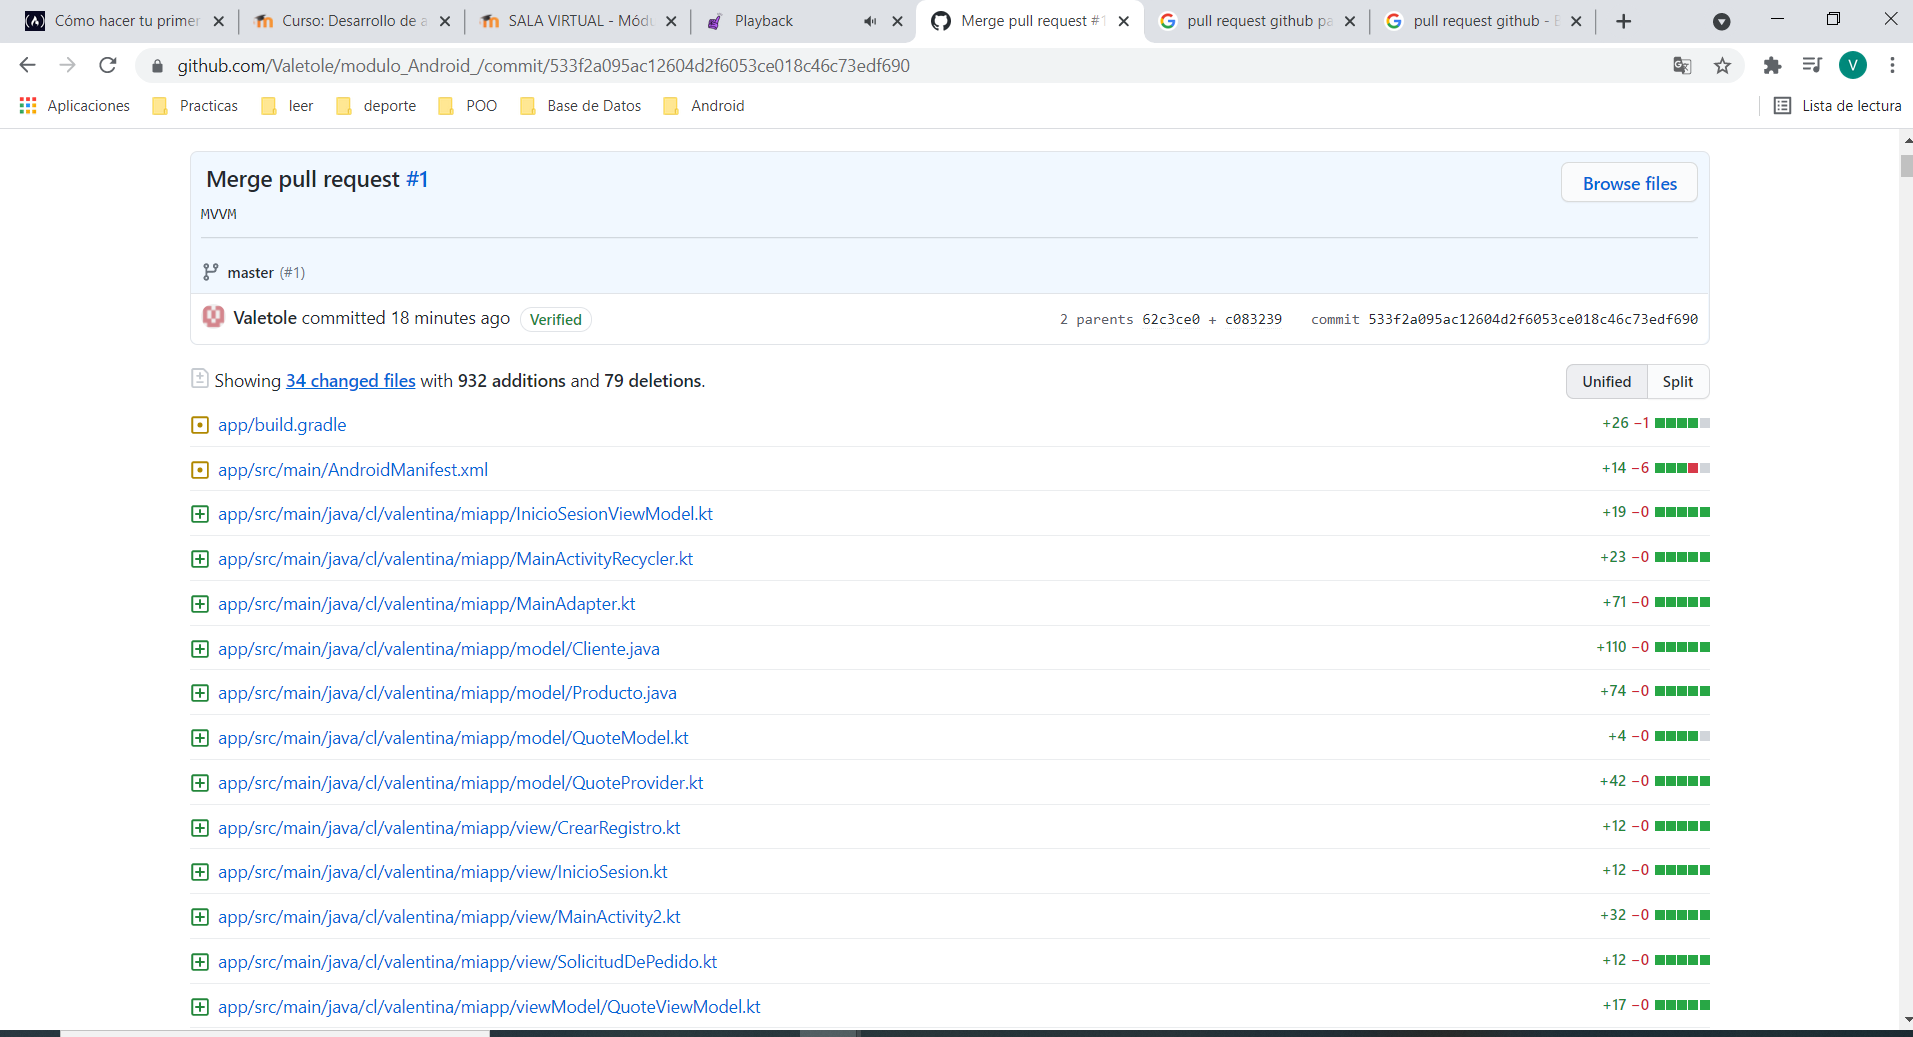 Cómo hacer tu primer
Curso: Desarrollo de a
SALA VIRTUAL - Módu
Playback
Merge pull request #1
pull request github pa
pull request github - B
github.com/Valetole/modulo_Android_/commit/533f2a095ac12604d2f6053ce018c46c73edf690
V
Aplicaciones
Practicas
leer
deporte
POO
Base de Datos
Android
Lista de lectura
Merge pull request #1
Browse files
MVVM
master (#1)
Valetole committed 18 minutes ago Verified
2 parents 62c3ce0 + c083239 commit 533f2a095ac12604d2f6053ce018c46c73edf690
Showing 34 changed files with 932 additions and 79 deletions.
Unified Split
app/build.gradle +26 −1
app/src/main/AndroidManifest.xml +14 −6
app/src/main/java/cl/valentina/miapp/InicioSesionViewModel.kt +19 −0
app/src/main/java/cl/valentina/miapp/MainActivityRecycler.kt +23 −0
app/src/main/java/cl/valentina/miapp/MainAdapter.kt +71 −0
app/src/main/java/cl/valentina/miapp/model/Cliente.java +110 −0
app/src/main/java/cl/valentina/miapp/model/Producto.java +74 −0
app/src/main/java/cl/valentina/miapp/model/QuoteModel.kt +4 −0
app/src/main/java/cl/valentina/miapp/model/QuoteProvider.kt +42 −0
app/src/main/java/cl/valentina/miapp/view/CrearRegistro.kt +12 −0
app/src/main/java/cl/valentina/miapp/view/InicioSesion.kt +12 −0
app/src/main/java/cl/valentina/miapp/view/MainActivity2.kt +32 −0
app/src/main/java/cl/valentina/miapp/view/SolicitudDePedido.kt +12 −0
app/src/main/java/cl/valentina/miapp/viewModel/QuoteViewModel.kt +17 −0